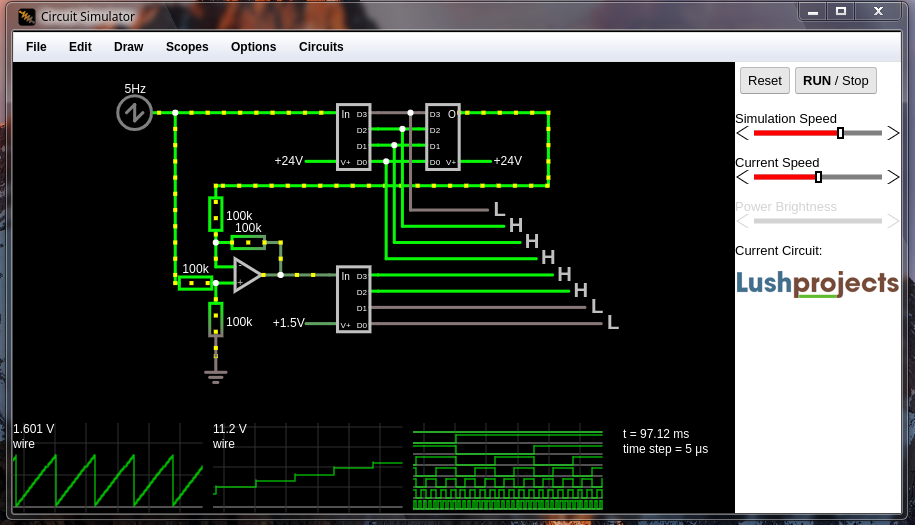 Circuit Simulator
File Edit Draw Scopes Options Circuits
Reset RUN / Stop
Simulation Speed
Current Speed
Power Brightness
Current Circuit:
Lushprojects
5Hz
In D3 D3 O
D2 D2
D1 D1
+24V V+ D0 D0 V+ +24V
L
100k H
100k H
H
100k - In D3 H
+ D2 H
D1 L
100k +1.5V V+ D0 L
1.601 V 11.2 V t = 97.12 ms
wire wire time step = 5 μs